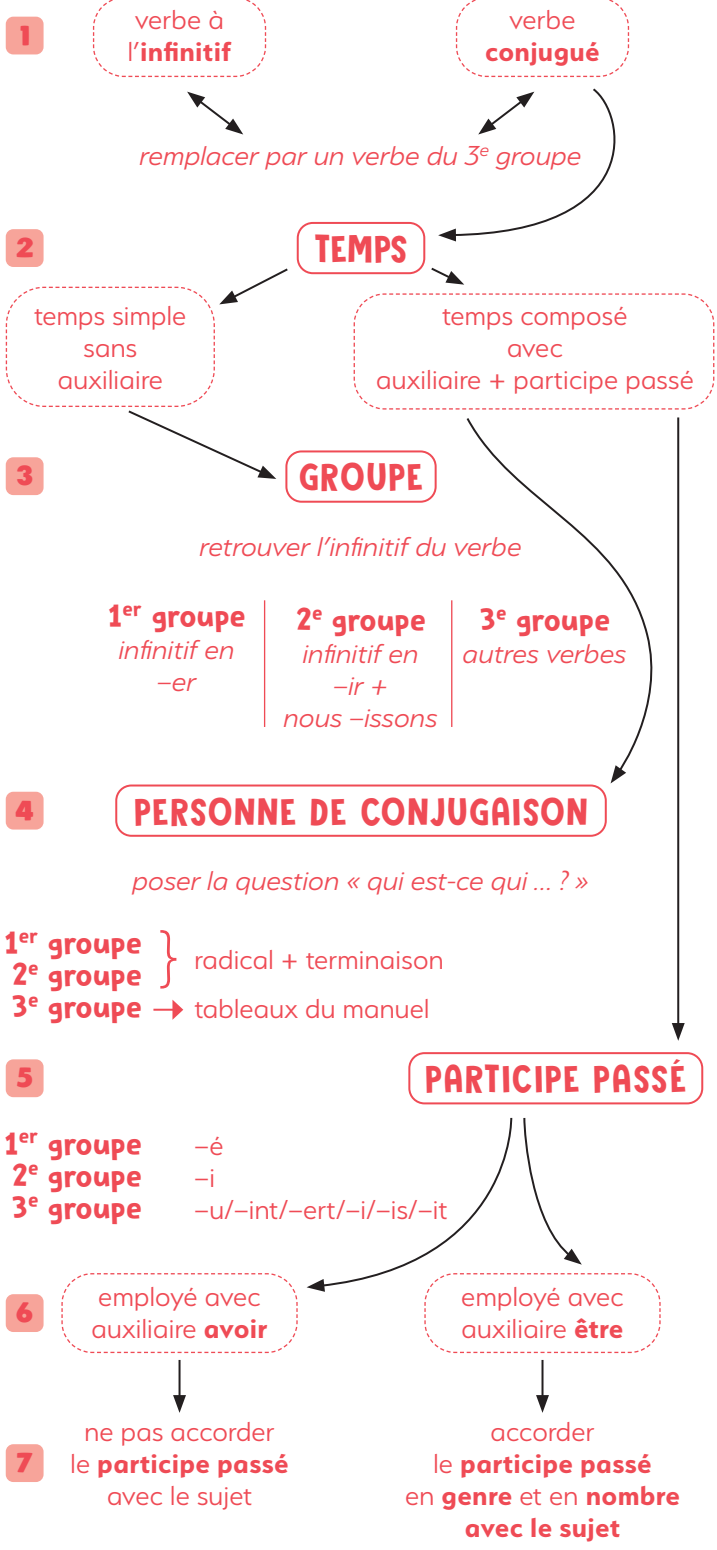 1
verbe à
l'infinitif
verbe
conjugué
remplacer par un verbe du 3e groupe
2
TEMPS
temps simple
sans
auxiliaire
temps composé
avec
auxiliaire + participe passé
3
GROUPE
retrouver l'infinitif du verbe
1er groupe
infinitif en
–er
2e groupe
infinitif en
–ir +
nous –issons
3e groupe
autres verbes
4
PERSONNE DE CONJUGAISON
poser la question « qui est-ce qui ... ? »
1er groupe
2e groupe
radical + terminaison
3e groupe → tableaux du manuel
5
PARTICIPE PASSÉ
1er groupe –é
2e groupe –i
3e groupe –u/–int/–ert/–i/–is/–it
6
employé avec
auxiliaire avoir
employé avec
auxiliaire être
7
ne pas accorder
le participe passé
avec le sujet
accorder
le participe passé
en genre et en nombre
avec le sujet